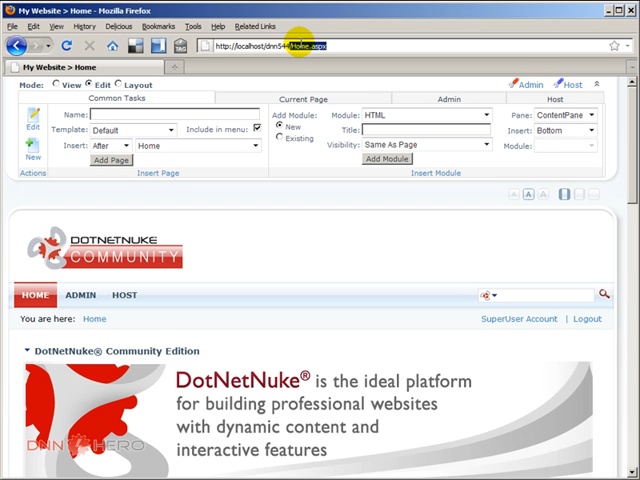 My Website > Home - Mozilla Firefox
File Edit View History Delicious Bookmarks Tools Help Related Links
http://localhost/dnn544/Home.aspx
My Website > Home
Mode: View Edit Layout
Admin Host
Common Tasks Current Page Admin Host
Edit
New
Actions
Name:
Template: Default Include in menu:
Insert: After Home
Add Page
Insert Page
Add Module: New Existing
Module: HTML
Title:
Visibility: Same As Page
Add Module
Insert Module
Pane: ContentPane
Insert: Bottom
Module:
A A A
DOTNETNUKE
COMMUNITY
HOME ADMIN HOST
You are here: Home
SuperUser Account | Logout
DotNetNuke® Community Edition
DotNetNuke® is the ideal platform
for building professional websites
with dynamic content and
interactive features
DNN HERO